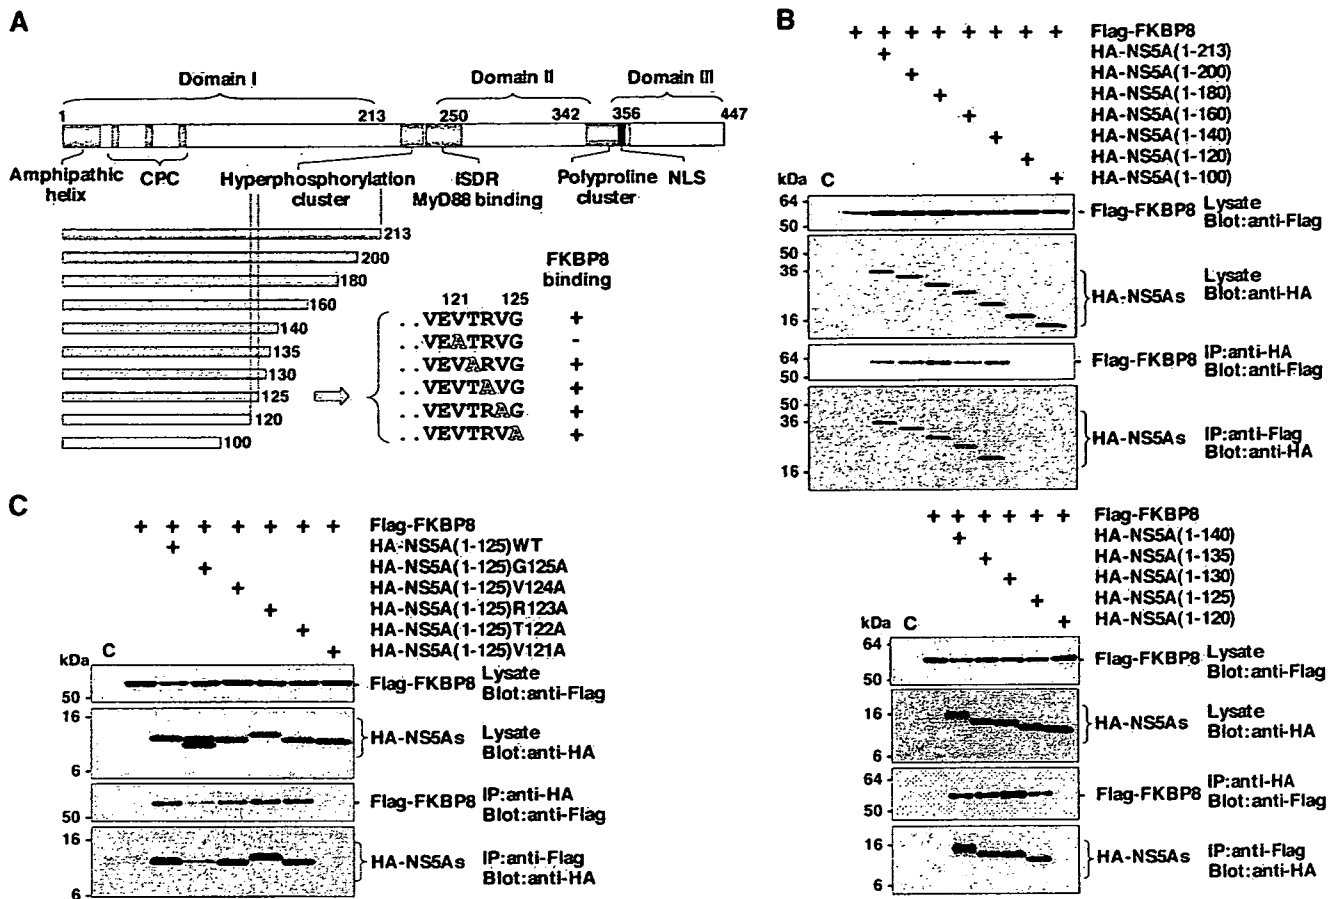 A
Domain I
Domain II
Domain III
1
213
250
342
356
447
Amphipathic
helix
CPC
Hyperphosphorylation
cluster
ISDR
MyD88 binding
Polyproline
cluster
NLS
213
200
180
160
140
135
130
125
120
100
FKBP8
binding
121 125
..VEVTRVG +
..VEATRVG -
..VEVARVG +
..VEVTAVG +
..VEVTRAG +
..VEVTRVA +
B
+ + + + + + + + Flag-FKBP8
+ HA-NS5A(1-213)
+ HA-NS5A(1-200)
+ HA-NS5A(1-180)
+ HA-NS5A(1-160)
+ HA-NS5A(1-140)
+ HA-NS5A(1-120)
+ HA-NS5A(1-100)
kDa C
64
50
Flag-FKBP8
Lysate
Blot:anti-Flag
50
36
16
HA-NS5As
Lysate
Blot:anti-HA
64
50
Flag-FKBP8
IP:anti-HA
Blot:anti-Flag
50
36
16
HA-NS5As
IP:anti-Flag
Blot:anti-HA
+ + + + + + Flag-FKBP8
+ HA-NS5A(1-140)
+ HA-NS5A(1-135)
+ HA-NS5A(1-130)
+ HA-NS5A(1-125)
+ HA-NS5A(1-120)
kDa C
64
50
Flag-FKBP8
Lysate
Blot:anti-Flag
16
6
HA-NS5As
Lysate
Blot:anti-HA
64
50
Flag-FKBP8
IP:anti-HA
Blot:anti-Flag
16
6
HA-NS5As
IP:anti-Flag
Blot:anti-HA
C
+ + + + + + + Flag-FKBP8
+ HA-NS5A(1-125)WT
+ HA-NS5A(1-125)G125A
+ HA-NS5A(1-125)V124A
+ HA-NS5A(1-125)R123A
+ HA-NS5A(1-125)T122A
+ HA-NS5A(1-125)V121A
kDa C
50
Flag-FKBP8
Lysate
Blot:anti-Flag
16
6
HA-NS5As
Lysate
Blot:anti-HA
50
Flag-FKBP8
IP:anti-HA
Blot:anti-Flag
16
6
HA-NS5As
IP:anti-Flag
Blot:anti-HA